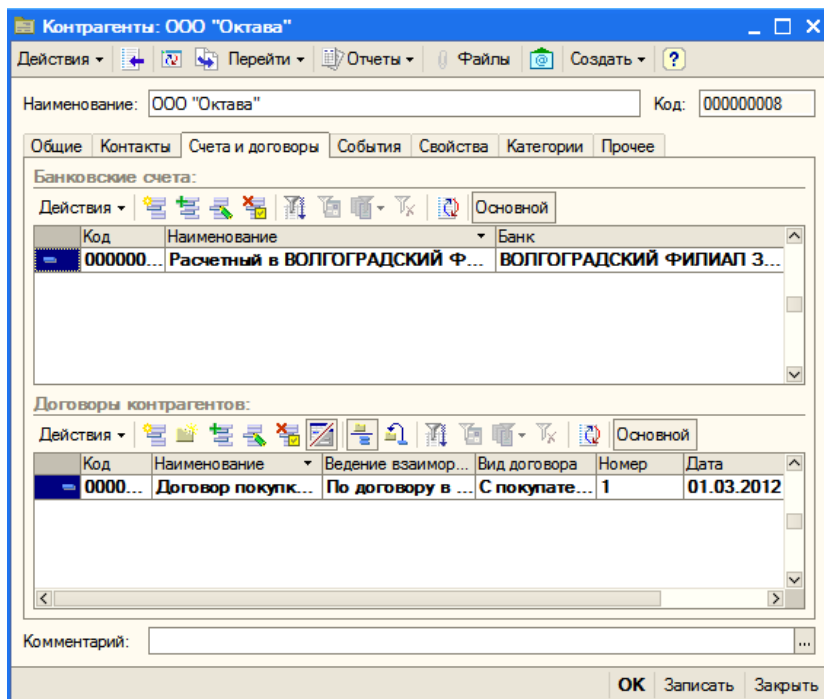 Контрагенты: ООО "Октава"
Действия Перейти Отчеты Файлы Создать ?
Наименование: ООО "Октава" Код: 000000008
Общие Контакты Счета и договоры События Свойства Категории Прочее
Банковские счета:
Действия Основной
Код Наименование Банк
000000... Расчетный в ВОЛГОГРАДСКИЙ Ф... ВОЛГОГРАДСКИЙ ФИЛИАЛ З...
Договоры контрагентов:
Действия Основной
Код Наименование Ведение взаимор... Вид договора Номер Дата
0000... Договор покупк... По договору в ... С покупате... 1 01.03.2012
Комментарий: ...
OK Записать Закрыть